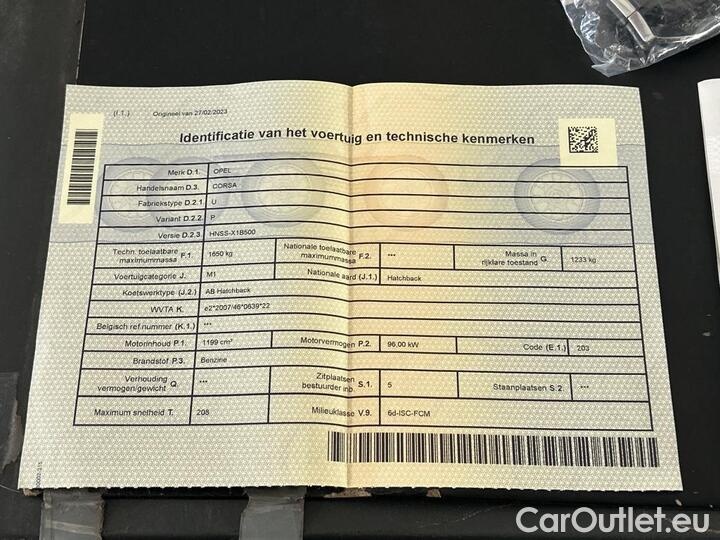 (I.1.) Origineel van 27/02/2023
Identificatie van het voertuig en technische kenmerken
Merk D.1. OPEL
Handelsnaam D.3. CORSA
Fabriekstype D.2.1. U
Variant D.2.2. P
Versie D.2.3. HNSS-X1B500
Techn. toelaatbare maximummassa F.1. 1650 kg Nationale toelaatbare maximummassa F.2. *** Massa in rijklare toestand G. 1233 kg
Voertuigcategorie J. M1 Nationale aard (J.1.) Hatchback
Koetswerktype (J.2.) AB Hatchback
WVTA K. e2*2007/46*0639*22
Belgisch ref.nummer (K.1.) ***
Motorinhoud P.1. 1199 cm³ Motorvermogen P.2. 96,00 kW Code (E.1.) 203
Brandstof P.3. Benzine
Verhouding vermogen/gewicht Q. *** Zitplaatsen bestuurder inb. S.1. 5 Staanplaatsen S.2. ***
Maximum snelheid T. 208 Milieuklasse V.9. 6d-ISC-FCM
CarOutlet.eu